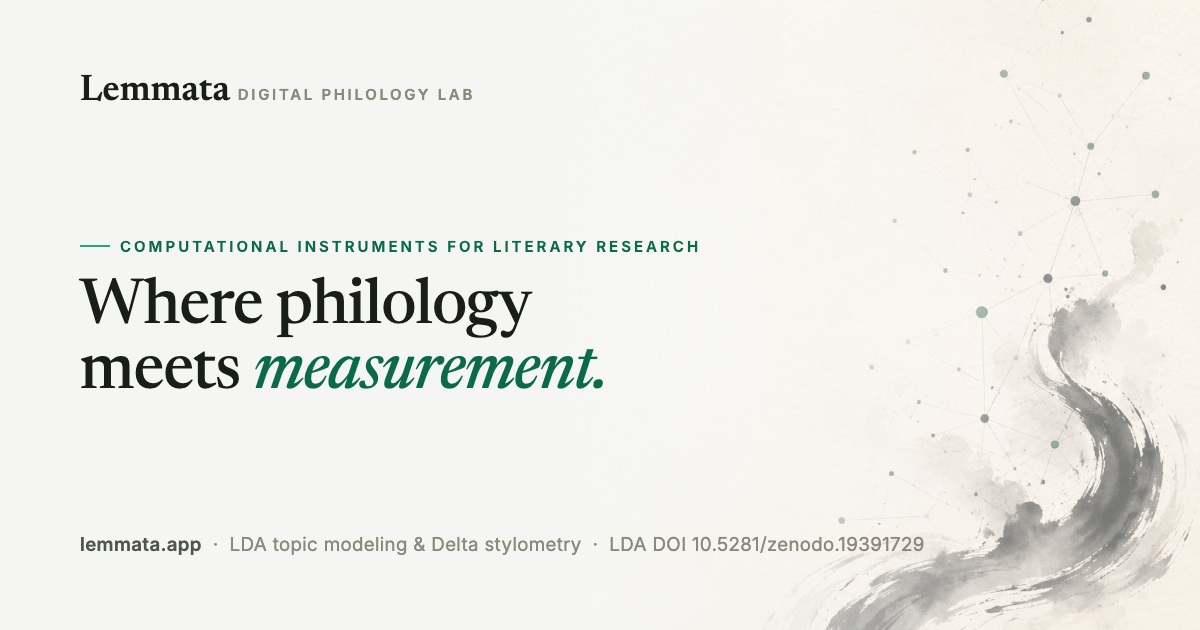 Lemmata DIGITAL PHILOLOGY LAB
COMPUTATIONAL INSTRUMENTS FOR LITERARY RESEARCH
Where philology
meets measurement.
lemmata.app · LDA topic modeling & Delta stylometry · LDA DOI 10.5281/zenodo.19391729